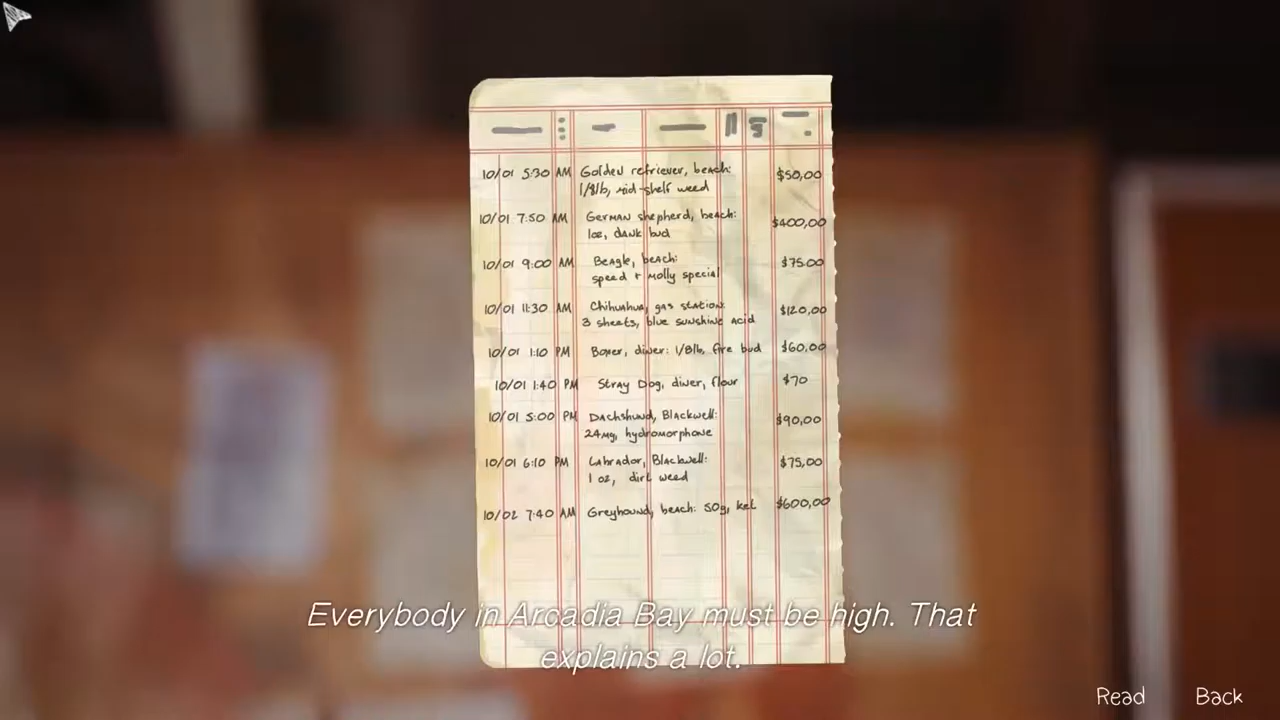 10/01 5:30 AM Golden retriever, beach: $50,00
1/8lb, mid-shelf weed
10/01 7:50 AM German shepherd, beach: $400,00
1oz, dank bud
10/01 9:00 AM Beagle, beach: $75.00
speed + molly special
10/01 11:30 AM Chihuahua, gas station: $120,00
3 sheets, blue sunshine acid
10/01 1:10 PM Boxer, diner: 1/8lb, fire bud $60.00
10/01 1:40 PM Stray Dog, diner, flour $70
10/01 5:00 PM Dachshund, Blackwell: $90,00
24mg, hydromorphone
10/01 6:10 PM Labrador, Blackwell: $75,00
1 oz, dirt weed
10/02 7:40 AM Greyhound, beach: 50g, ket $600,00
Everybody in Arcadia Bay must be high. That
explains a lot.
Read Back